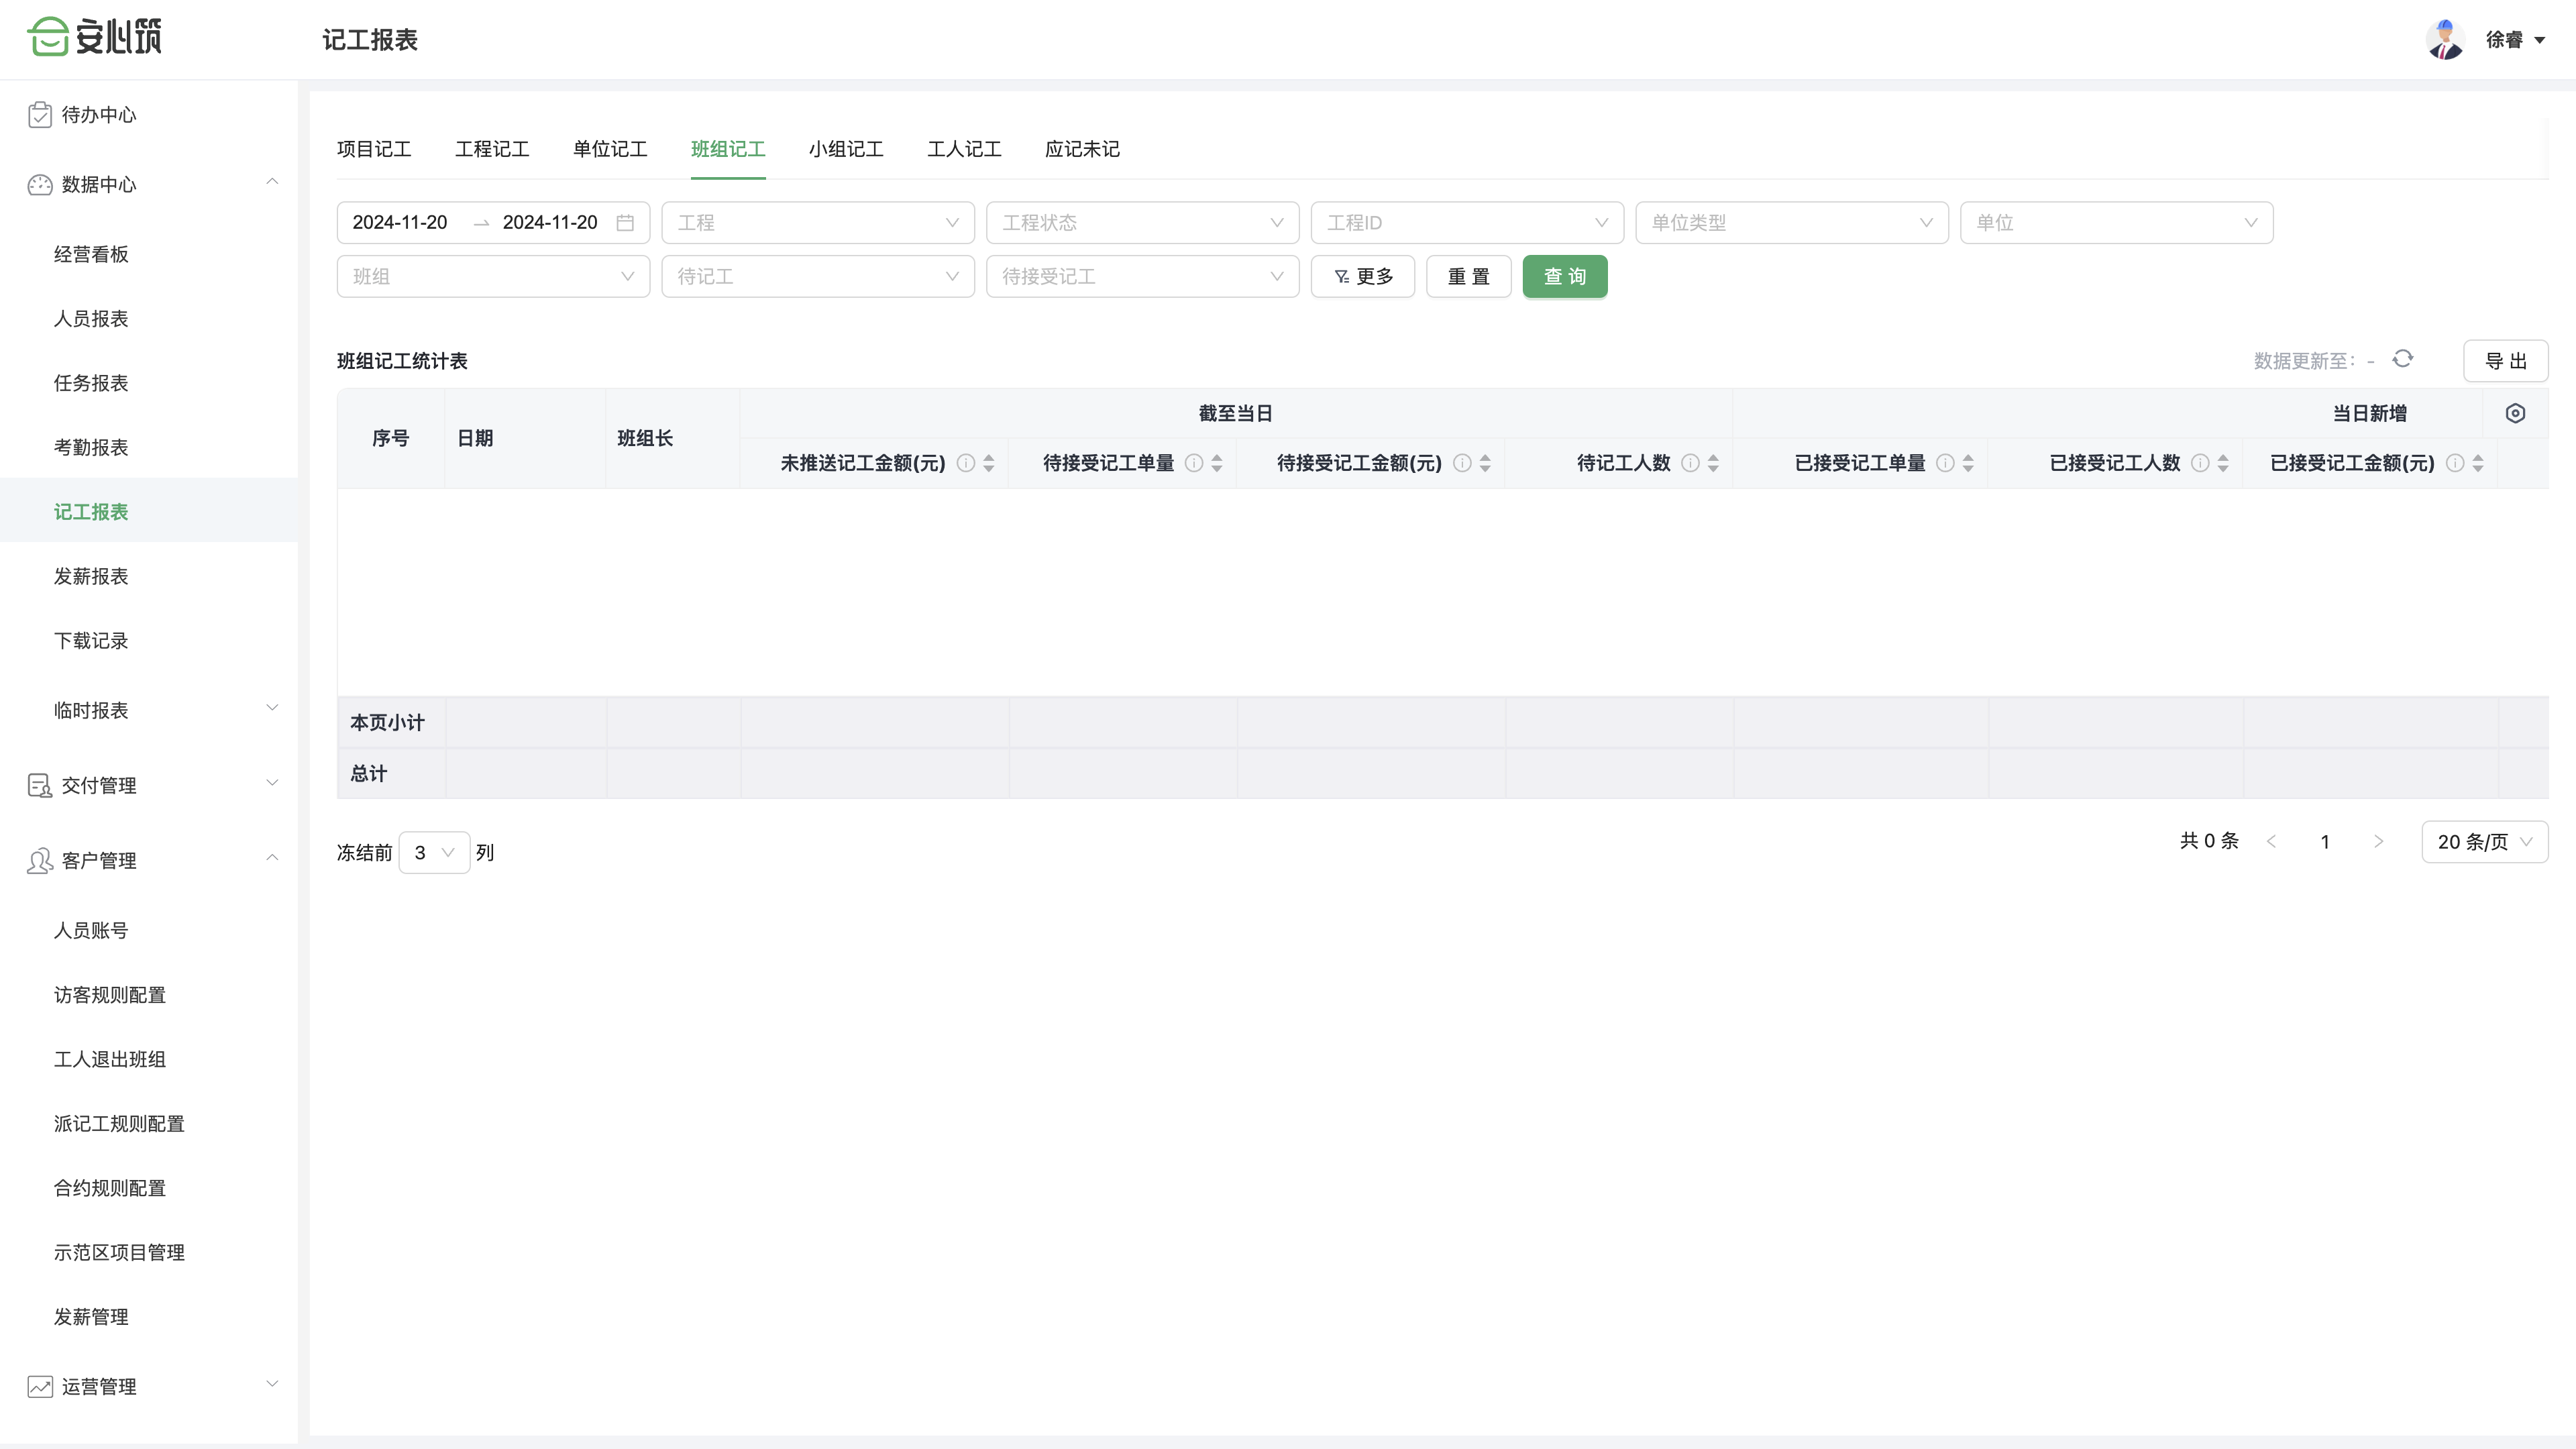 安心筑
记工报表
徐睿
待办中心
数据中心
经营看板
人员报表
任务报表
考勤报表
记工报表
发薪报表
下载记录
临时报表
交付管理
客户管理
人员账号
访客规则配置
工人退出班组
派记工规则配置
合约规则配置
示范区项目管理
发薪管理
运营管理
项目记工 工程记工 单位记工 班组记工 小组记工 工人记工 应记未记
2024-11-20 → 2024-11-20 工程 工程状态 工程ID 单位类型 单位
班组 待记工 待接受记工 更多 重 置 查 询
班组记工统计表 数据更新至: - 导 出
序号 日期 班组长 截至当日 当日新增
未推送记工金额(元) 待接受记工单量 待接受记工金额(元) 待记工人数 已接受记工单量 已接受记工人数 已接受记工金额(元)
本页小计
总计
冻结前 3 列 共 0 条 < 1 > 20 条/页